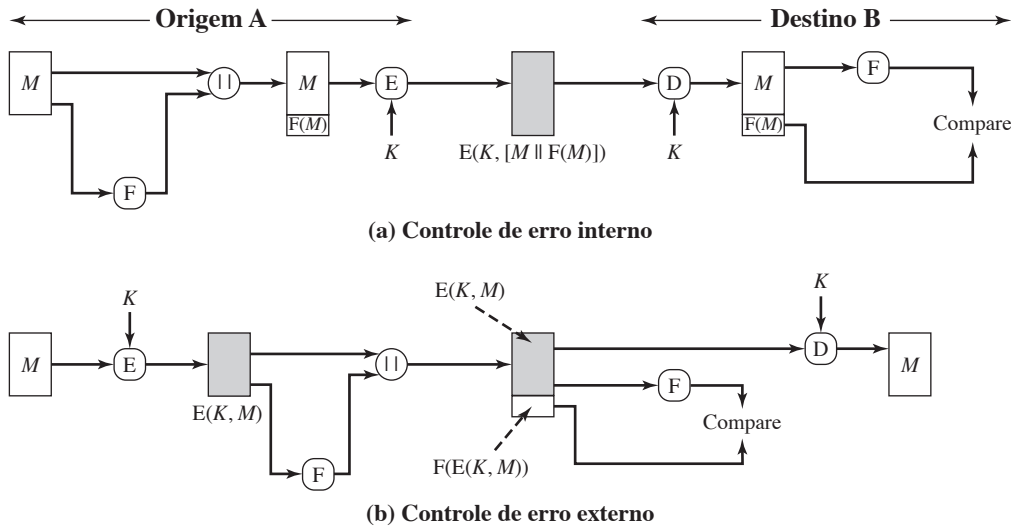 Origem A
Destino B
M
| |
M
F(M)
E
K
E(K, [M || F(M)])
D
K
M
F(M)
F
Compare
F
(a) Controle de erro interno
K
M
E
E(K, M)
F
| |
E(K, M)
F(E(K, M))
F
Compare
K
D
M
(b) Controle de erro externo